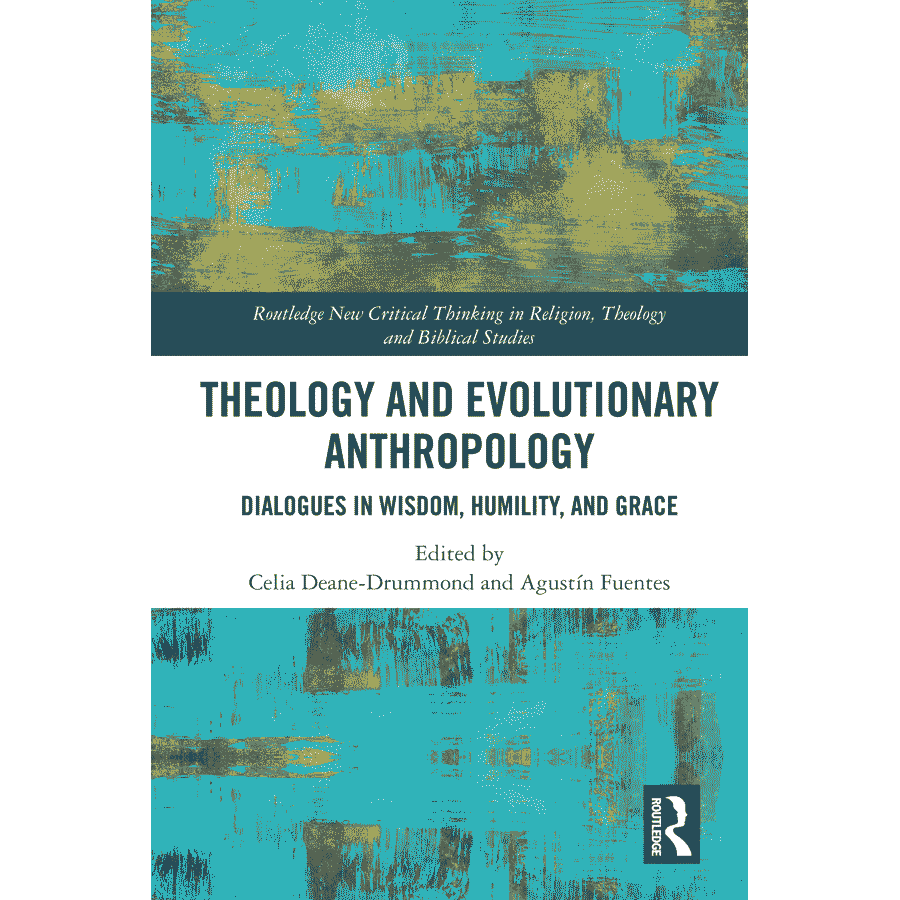 Routledge New Critical Thinking in Religion, Theology
and Biblical Studies
THEOLOGY AND EVOLUTIONARY
ANTHROPOLOGY
DIALOGUES IN WISDOM, HUMILITY, AND GRACE
Edited by
Celia Deane-Drummond and Agustín Fuentes
ROUTLEDGE